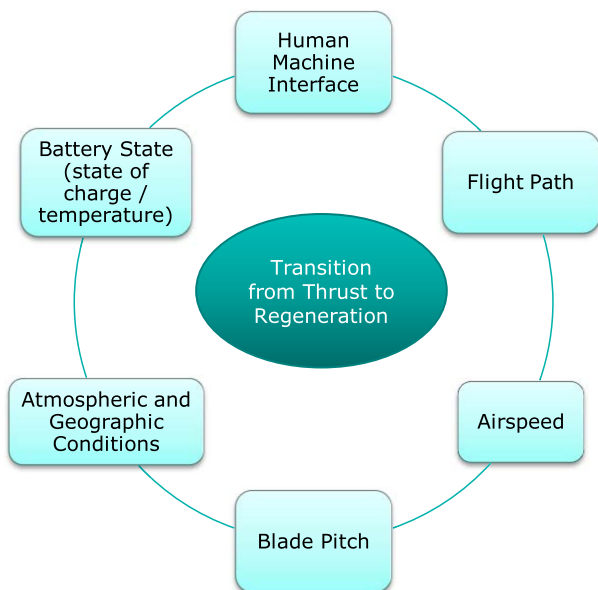 Human
Machine
Interface
Flight Path
Airspeed
Blade Pitch
Atmospheric and
Geographic
Conditions
Battery State
(state of
charge /
temperature)
Transition
from Thrust to
Regeneration